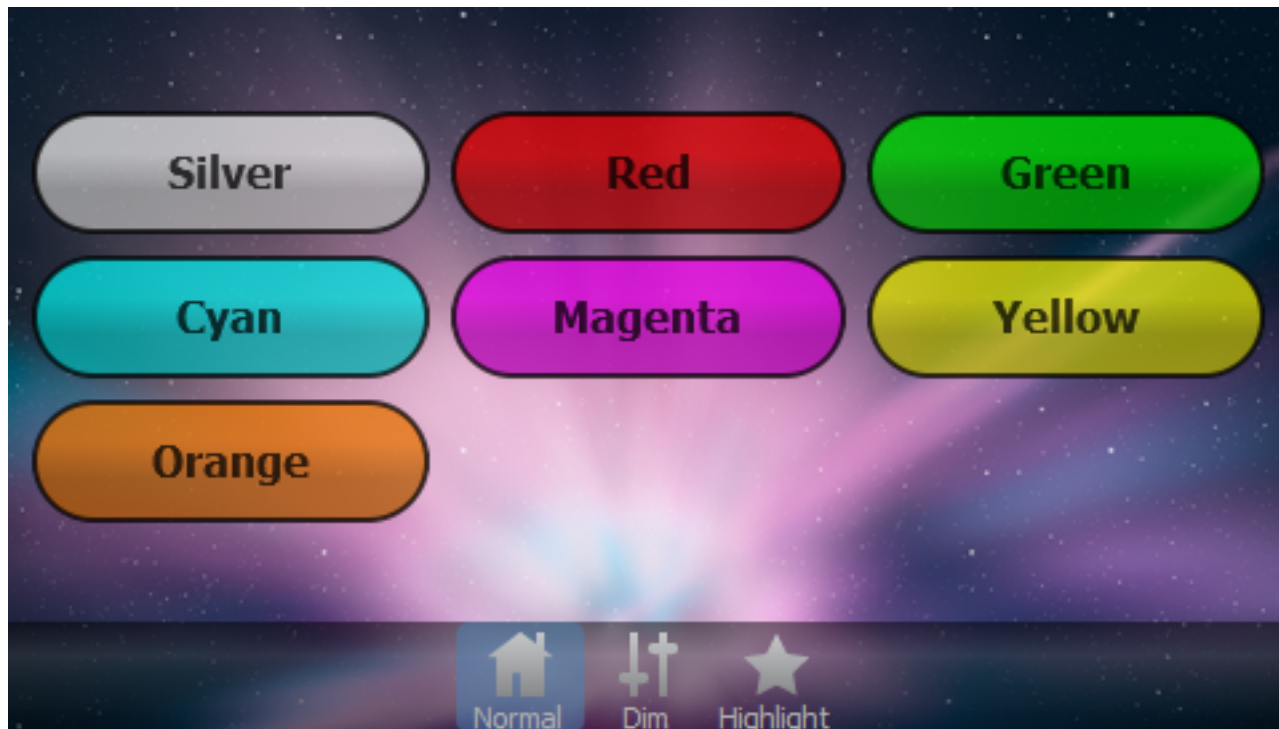 Silver Red Green
Cyan Magenta Yellow
Orange
Normal Dim Highlight